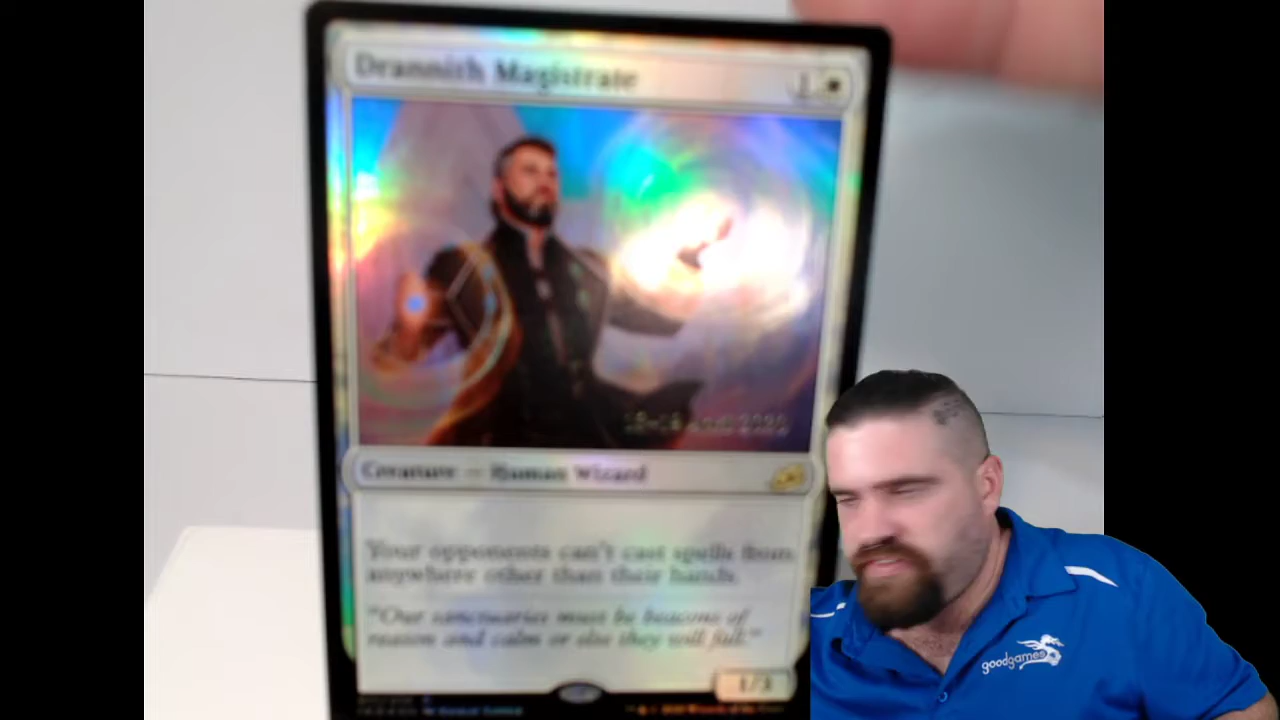 Drannith Magistrate
1
Creature — Human Wizard
Your opponents can't cast spells from
anywhere other than their hands.
"Our sanctuaries must be beacons of
reason and calm or else they will fall."
1/3
goodgames